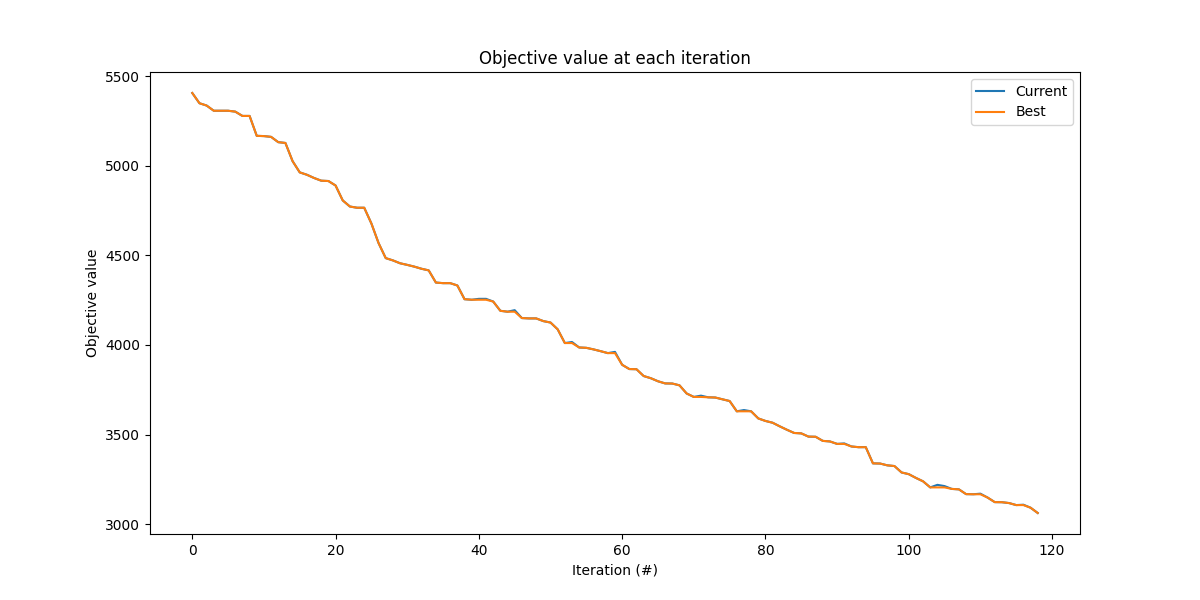 Objective value at each iteration
Current
Best
Objective value
5500
5000
4500
4000
3500
3000
0 20 40 60 80 100 120
Iteration (#)